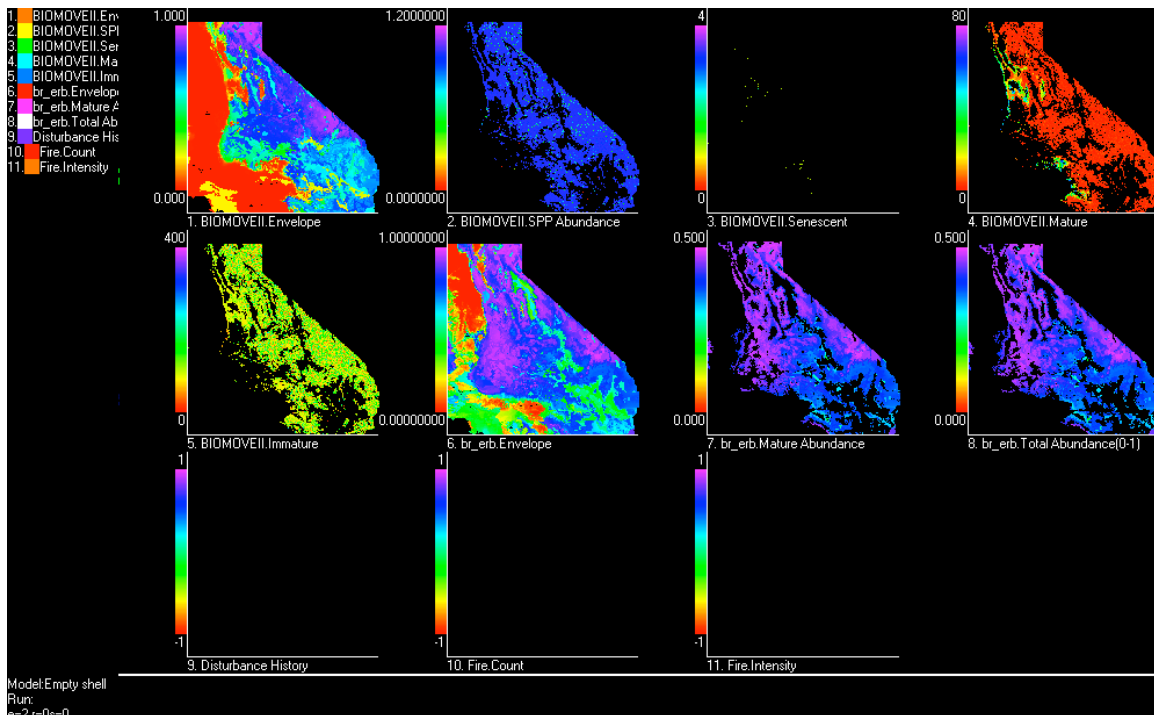 1. BIOMOVEII.Env
2. BIOMOVEII.SPI
3. BIOMOVEII.Ser
4. BIOMOVEII.Ma
5. BIOMOVEII.Imm
6. br_erb.Envelop
7. br_erb.Mature A
8. br_erb.Total Ab
9. Disturbance His
10. Fire.Count
11. Fire.Intensity
1.000
0.000
1. BIOMOVEII.Envelope
1.2000000
0.0000000
2. BIOMOVEII.SPP Abundance
4
0
3. BIOMOVEII.Senescent
80
0
4. BIOMOVEII.Mature
400
0
5. BIOMOVEII.Immature
1.00000000
0.00000000
6. br_erb.Envelope
0.500
0.000
7. br_erb.Mature Abundance
0.500
0.000
8. br_erb.Total Abundance(0-1)
1
-1
9. Disturbance History
1
-1
10. Fire.Count
1
-1
11. Fire.Intensity
Model:Empty shell
Run:
e=2 r=0s=0